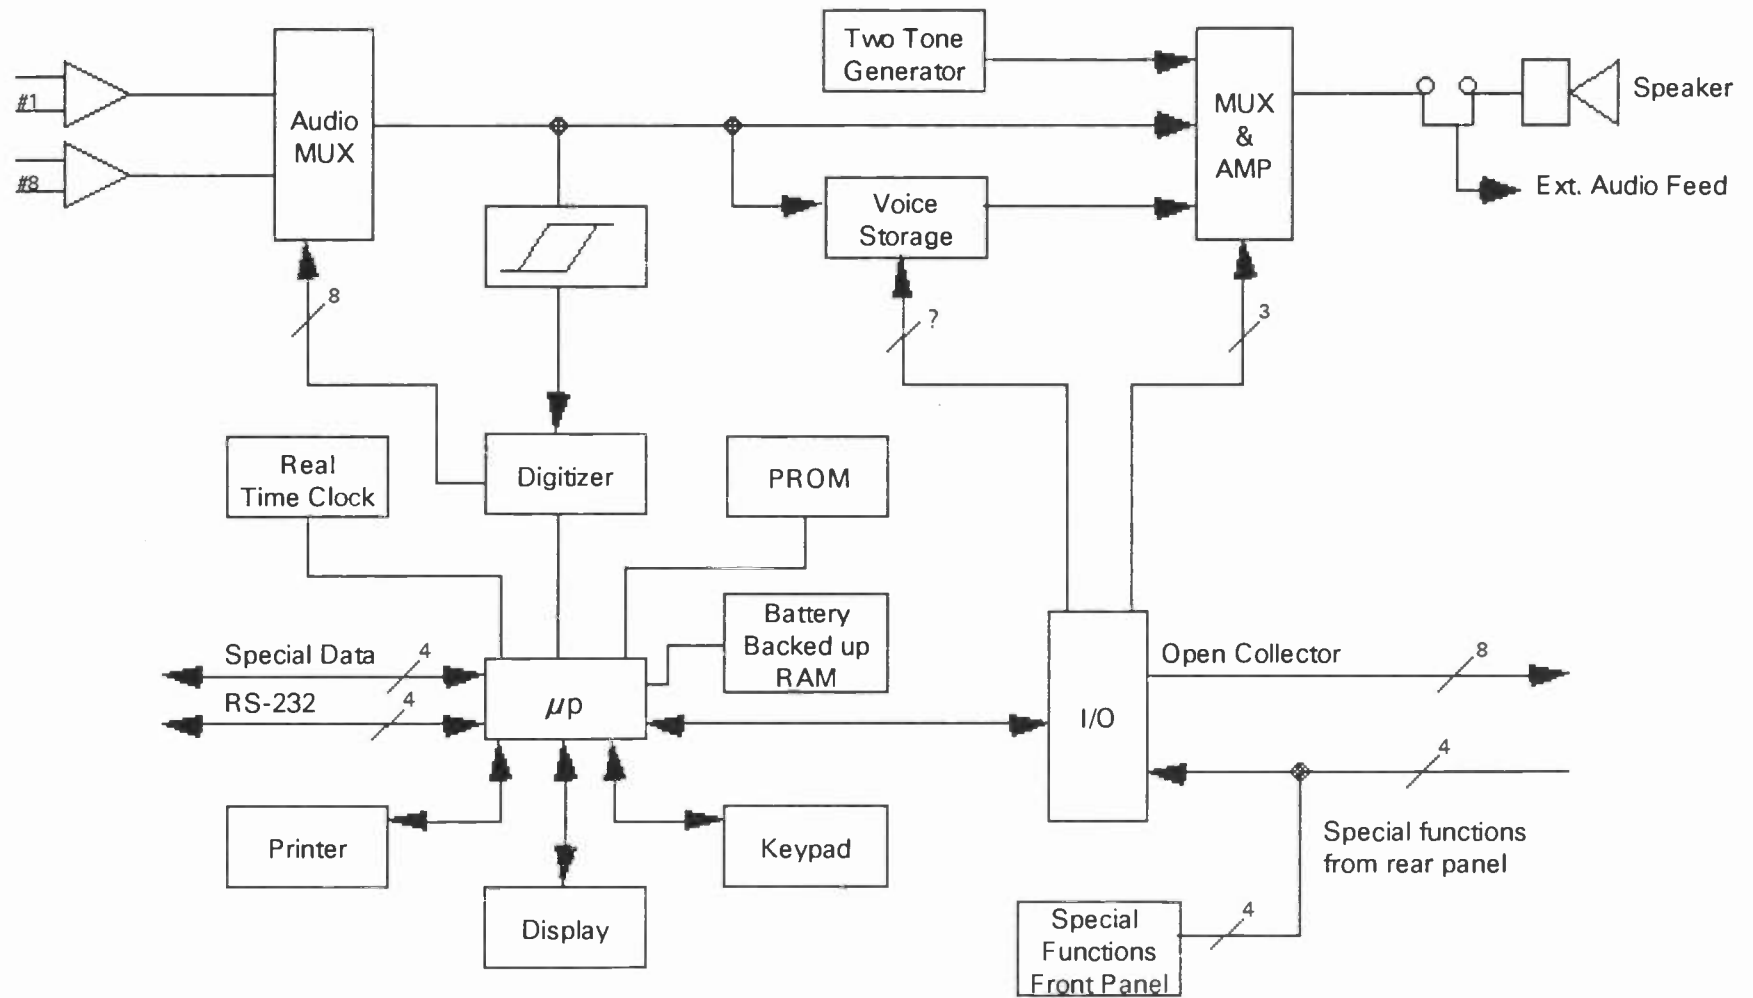 #1
#8
Audio
MUX
Two Tone
Generator
Voice
Storage
MUX
&
AMP
Speaker
Ext. Audio Feed
8
?
3
Real
Time Clock
Digitizer
PROM
Battery
Backed up
RAM
Special Data
4
RS-232
4
µp
I/O
Open Collector
8
4
Special functions
from rear panel
Printer
Keypad
Display
Special
Functions
Front Panel
4